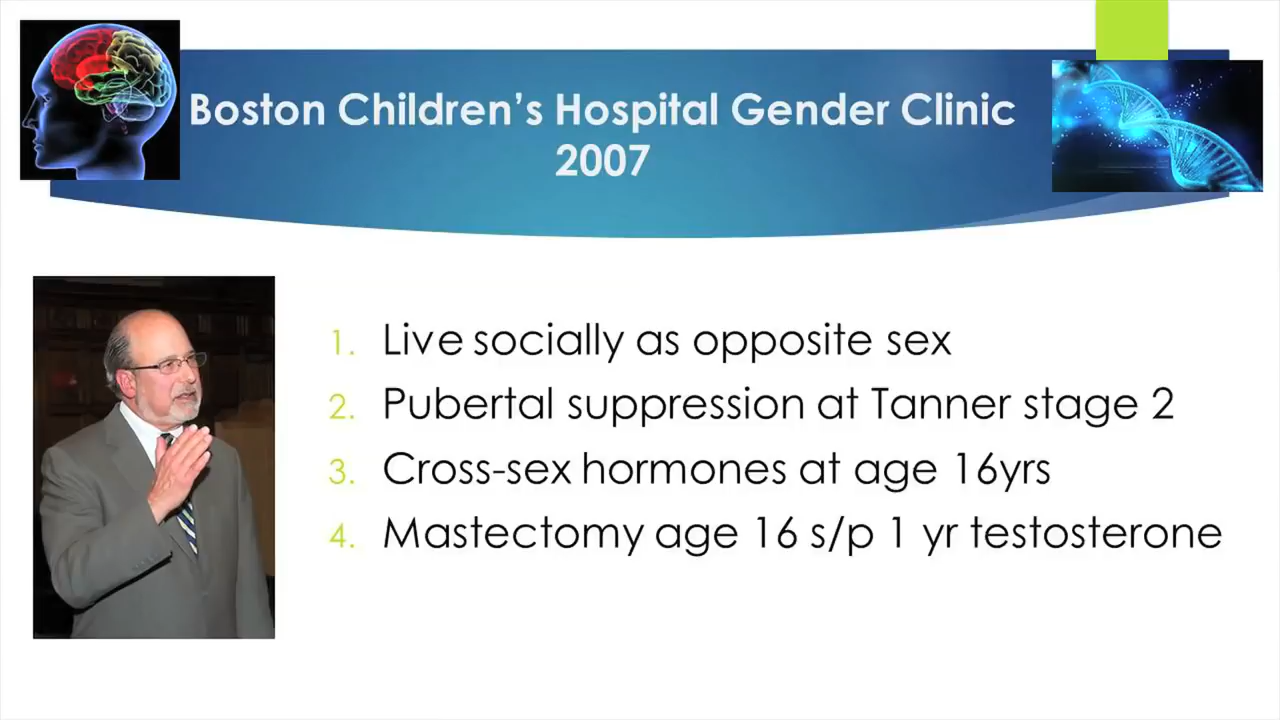 Boston Children's Hospital Gender Clinic
2007
1. Live socially as opposite sex
2. Pubertal suppression at Tanner stage 2
3. Cross-sex hormones at age 16yrs
4. Mastectomy age 16 s/p 1 yr testosterone